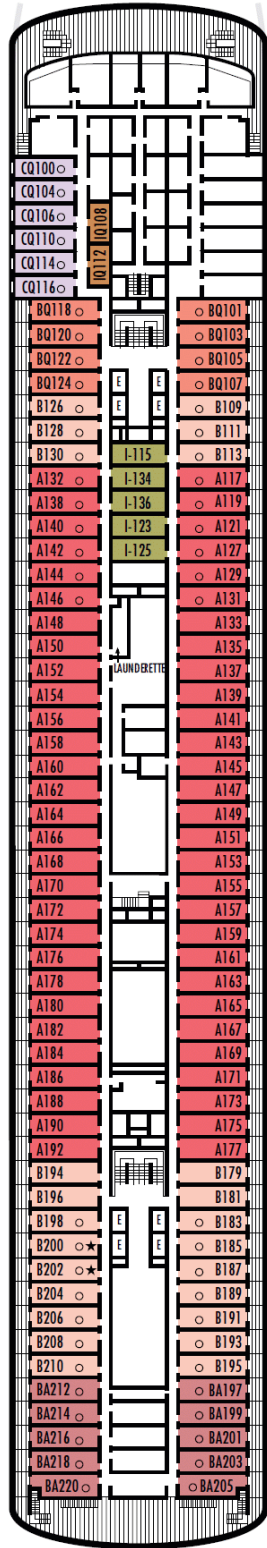 CQ100
CQ104
CQ106 IQ108
CQ110
CQ114 IQ112
CQ116
BQ118 BQ101
BQ120 BQ103
BQ122 BQ105
BQ124 E E BQ107
B126 E E B109
B128 B111
B130 I-115 B113
A132 I-134 A117
A138 I-136 A119
A140 I-123 A121
A142 I-125 A127
A144 A129
A146 A131
A148 A133
A150 A135
LAUNDERETTE
A152 A137
A154 A139
A156 A141
A158 A143
A160 A145
A162 A147
A164 A149
A166 A151
A168 A153
A170 A155
A172 A157
A174 A159
A176 A161
A178 A163
A180 A165
A182 A167
A184 A169
A186 A171
A188 A173
A190 A175
A192 A177
B194 B179
B196 B181
B198 E E B183
B200 E E B185
B202 B187
B204 B189
B206 B191
B208 B193
B210 B195
BA212 BA197
BA214 BA199
BA216 BA201
BA218 BA203
BA220 BA205